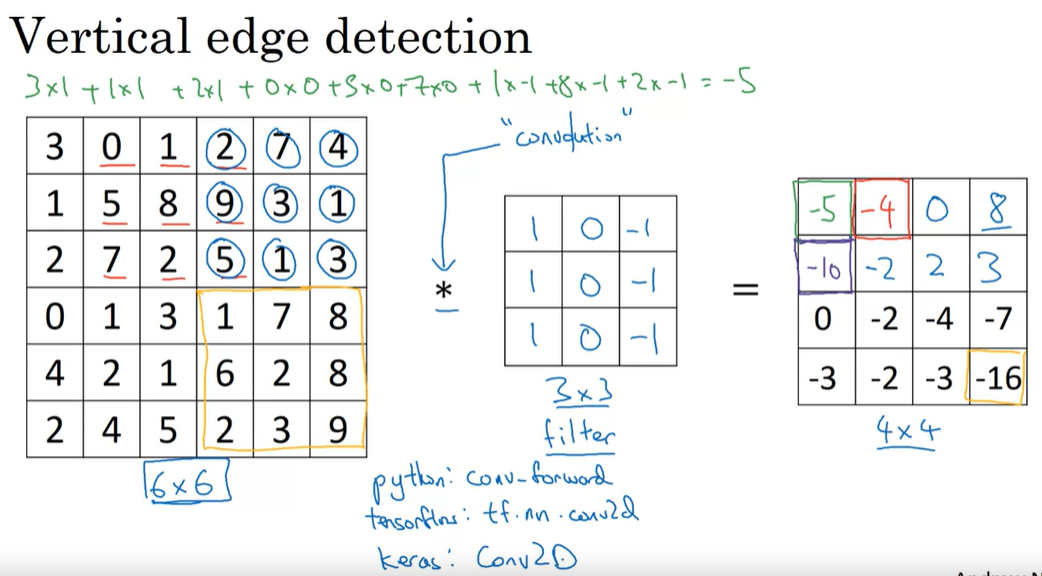 Vertical edge detection
3×1 + 1×1 + 2×1 + 0×0 + 5×0 + 7×0 + 1×-1 + 8×-1 + 2×-1 = -5
"convolution"
3 0 1 2 7 4
1 5 8 9 3 1
2 7 2 5 1 3
0 1 3 1 7 8
4 2 1 6 2 8
2 4 5 2 3 9
6×6
*
1 0 -1
1 0 -1
1 0 -1
3×3
filter
=
-5 -4 0 8
-10 -2 2 3
0 -2 -4 -7
-3 -2 -3 -16
4×4
python: conv-forward
tensorflow: tf.nn.conv2d
keras: Conv2D